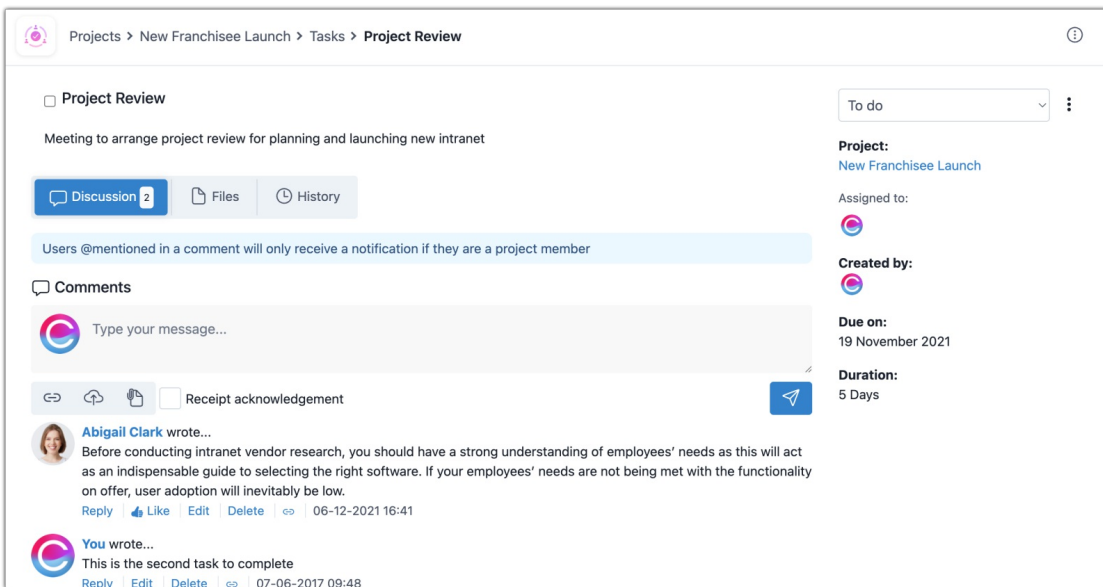 Projects > New Franchisee Launch > Tasks > Project Review
Project Review
Meeting to arrange project review for planning and launching new intranet
Discussion 2
Files
History
Users @mentioned in a comment will only receive a notification if they are a project member
Comments
Type your message...
Receipt acknowledgement
Abigail Clark wrote...
Before conducting intranet vendor research, you should have a strong understanding of employees’ needs as this will act
as an indispensable guide to selecting the right software. If your employees’ needs are not being met with the functionality
on offer, user adoption will inevitably be low.
Reply Like Edit Delete 06-12-2021 16:41
You wrote...
This is the second task to complete
Reply Edit Delete 07-06-2017 09:48
To do
Project:
New Franchisee Launch
Assigned to:
Created by:
Due on:
19 November 2021
Duration:
5 Days